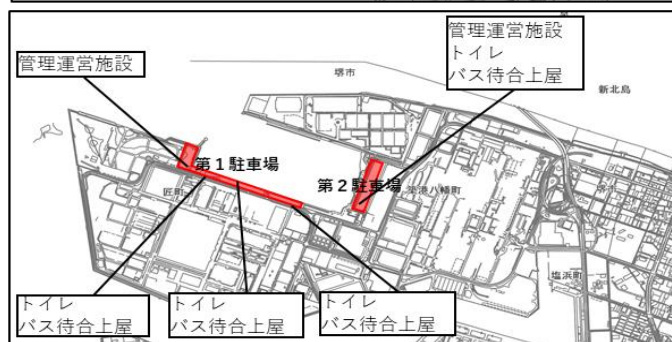 管理運営施設
管理運営施設
トイレ
バス待合上屋
堺市
新北島
第1駐車場
第2駐車場
匠町
築港八幡町
堺市
塩浜町
トイレ
バス待合上屋
トイレ
バス待合上屋
トイレ
バス待合上屋